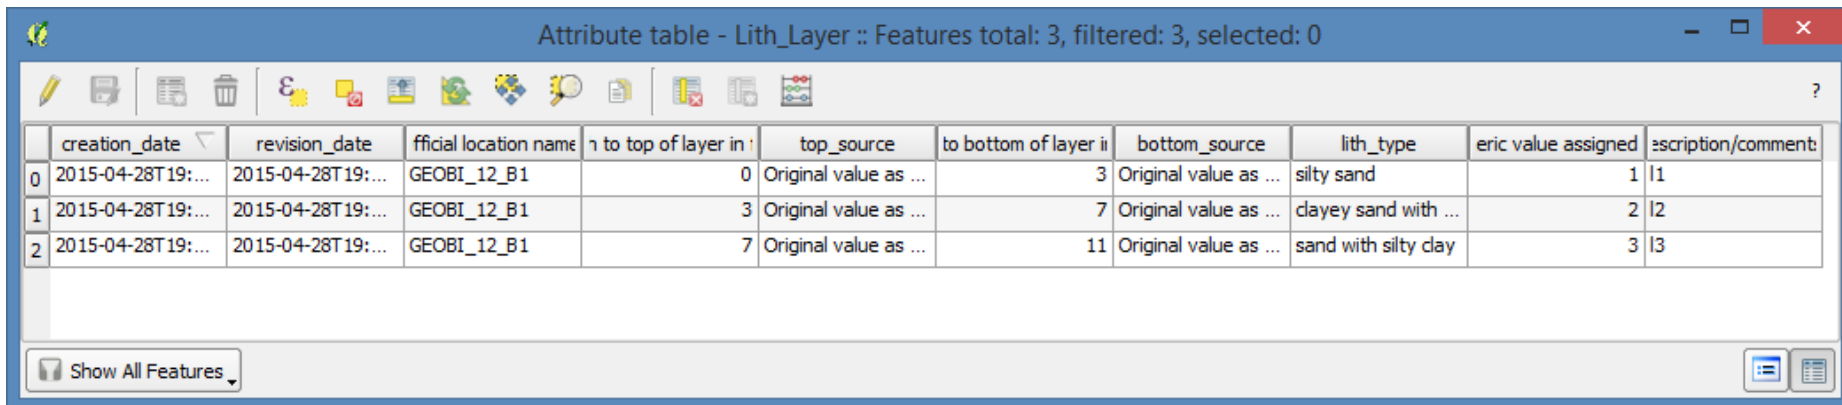 Attribute table - Lith_Layer :: Features total: 3, filtered: 3, selected: 0
?
creation_date revision_date fficial location name n to top of layer in f top_source to bottom of layer in bottom_source lith_type eric value assigned escription/comments
0 2015-04-28T19:... 2015-04-28T19:... GEOBI_12_B1 0 Original value as ... 3 Original value as ... silty sand 1 l1
1 2015-04-28T19:... 2015-04-28T19:... GEOBI_12_B1 3 Original value as ... 7 Original value as ... clayey sand with ... 2 l2
2 2015-04-28T19:... 2015-04-28T19:... GEOBI_12_B1 7 Original value as ... 11 Original value as ... sand with silty clay 3 l3
Show All Features